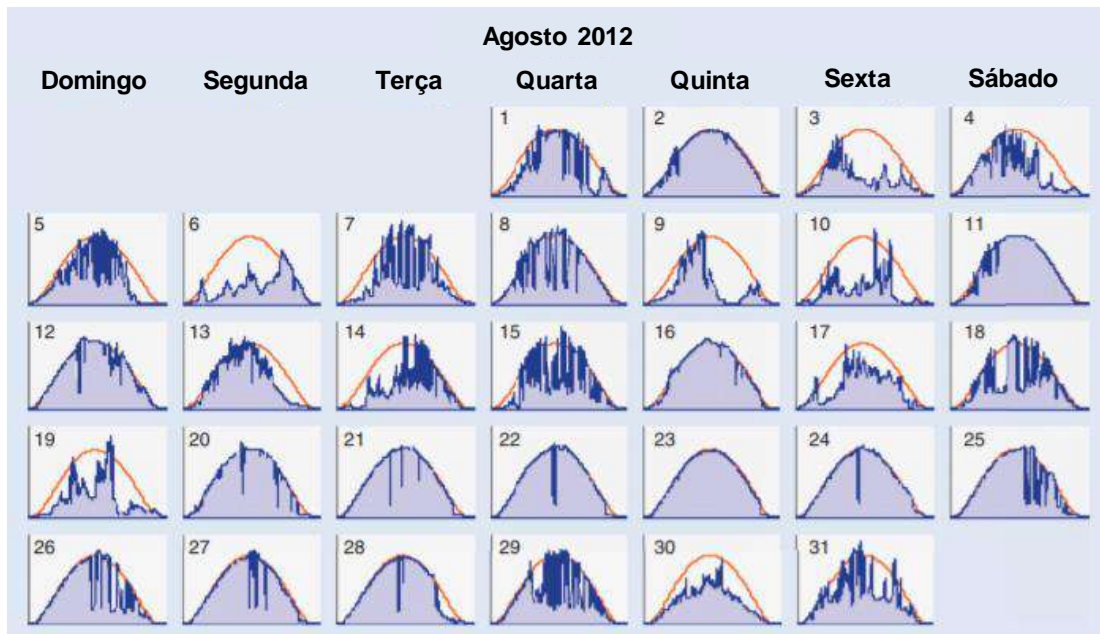 Agosto 2012
Domingo Segunda Terça Quarta Quinta Sexta Sábado
1 2 3 4
5 6 7 8 9 10 11
12 13 14 15 16 17 18
19 20 21 22 23 24 25
26 27 28 29 30 31